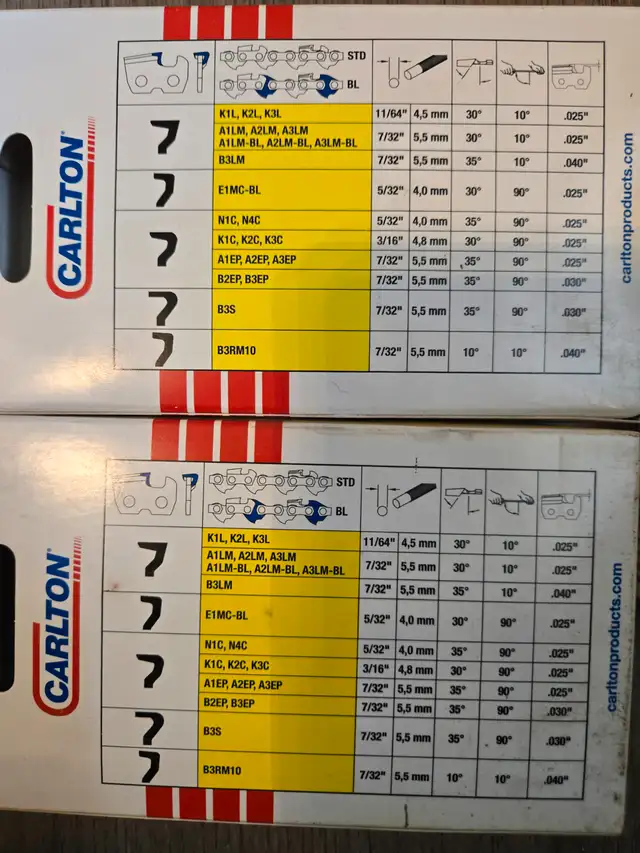 CARLTON®
STD
BL
K1L, K2L, K3L 11/64" 4,5 mm 30° 10° .025"
A1LM, A2LM, A3LM
A1LM-BL, A2LM-BL, A3LM-BL 7/32" 5,5 mm 30° 10° .025"
B3LM 7/32" 5,5 mm 35° 10° .040"
E1MC-BL 5/32" 4,0 mm 30° 90° .025"
N1C, N4C 5/32" 4,0 mm 35° 90° .025"
K1C, K2C, K3C 3/16" 4,8 mm 30° 90° .025"
A1EP, A2EP, A3EP 7/32" 5,5 mm 35° 90° .025"
B2EP, B3EP 7/32" 5,5 mm 35° 90° .030"
B3S 7/32" 5,5 mm 35° 90° .030"
B3RM10 7/32" 5,5 mm 10° 10° .040"
carltonproducts.com
CARLTON®
STD
BL
K1L, K2L, K3L 11/64" 4,5 mm 30° 10° .025"
A1LM, A2LM, A3LM
A1LM-BL, A2LM-BL, A3LM-BL 7/32" 5,5 mm 30° 10° .025"
B3LM 7/32" 5,5 mm 35° 10° .040"
E1MC-BL 5/32" 4,0 mm 30° 90° .025"
N1C, N4C 5/32" 4,0 mm 35° 90° .025"
K1C, K2C, K3C 3/16" 4,8 mm 30° 90° .025"
A1EP, A2EP, A3EP 7/32" 5,5 mm 35° 90° .025"
B2EP, B3EP 7/32" 5,5 mm 35° 90° .030"
B3S 7/32" 5,5 mm 35° 90° .030"
B3RM10 7/32" 5,5 mm 10° 10° .040"
carltonproducts.com